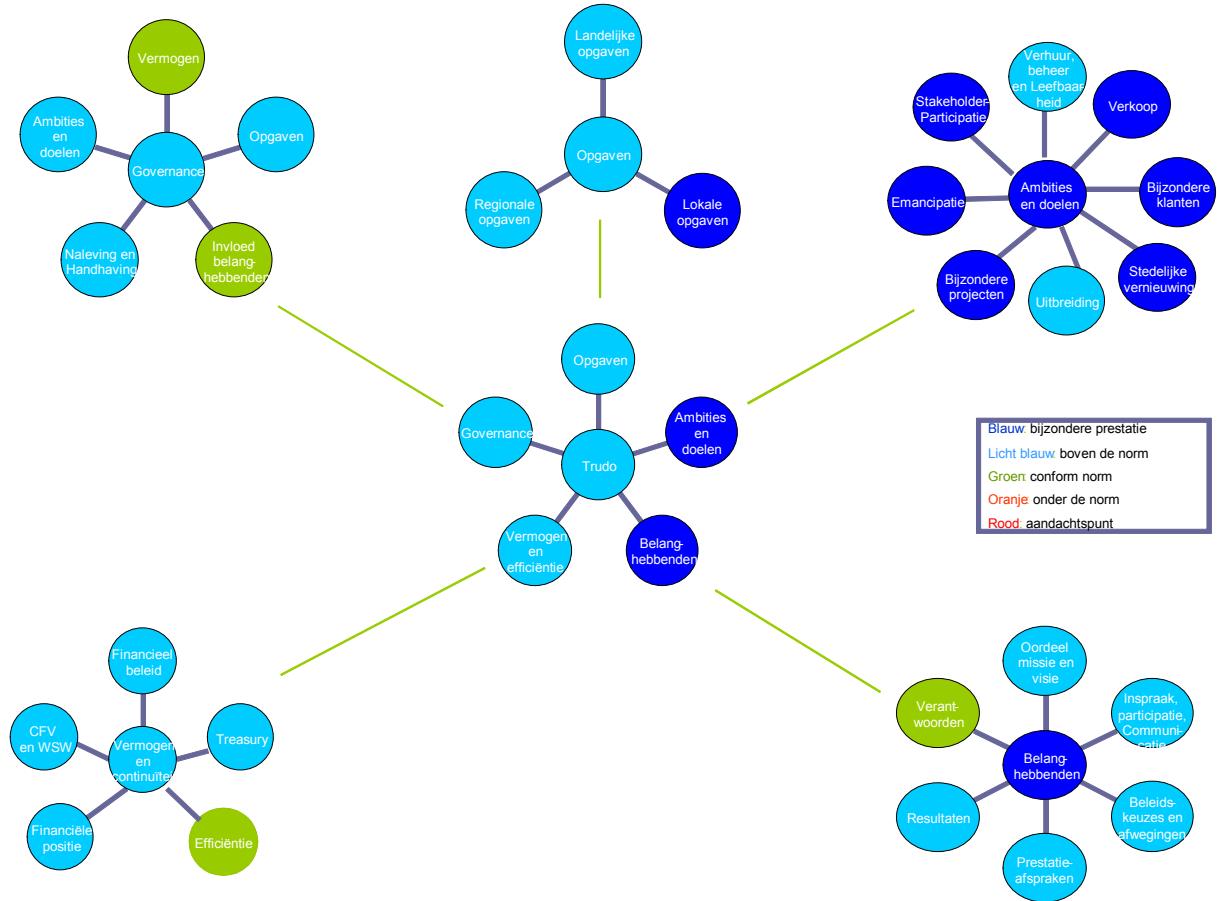 Vermogen
Ambities
en
doelen
Opgaven
Governance
Naleving en
Handhaving
Invloed
belang-
hebbenden
Landelijke
opgaven
Opgaven
Regionale
opgaven
Lokale
opgaven
Verhuur,
beheer
en Leefbaar
heid
Stakeholder-
Participatie
Verkoop
Emancipatie
Ambities
en doelen
Bijzondere
klanten
Bijzondere
projecten
Uitbreiding
Stedelijke
vernieuwing
Opgaven
Governance
Ambities
en
doelen
Trudo
Vermogen
en
efficiëntie
Belang-
hebbenden
Blauw: bijzondere prestatie
Licht blauw: boven de norm
Groen: conform norm
Oranje: onder de norm
Rood: aandachtspunt
Financieel
beleid
CFV
en WSW
Treasury
Vermogen
en
continuïteit
Financiële
positie
Efficiëntie
Oordeel
missie en
visie
Verant-
woorden
Inspraak,
participatie,
Communi-
catie
Belang-
hebbenden
Resultaten
Beleids-
keuzes en
afwegingen
Prestatie-
afspraken